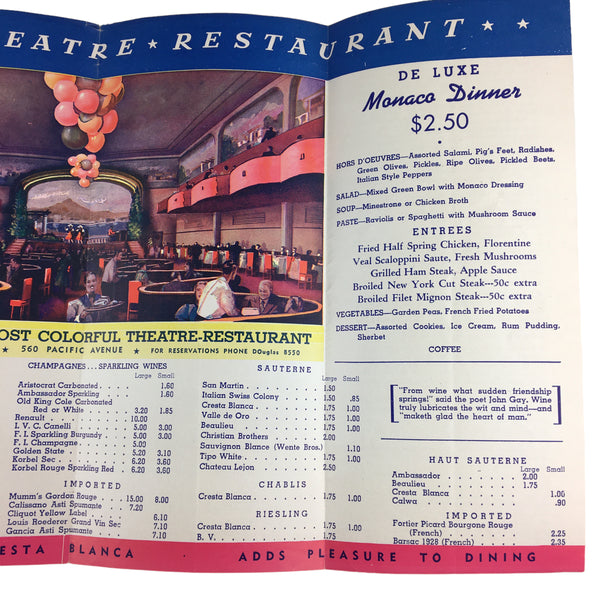 EATRE ★ RESTAURANT ★ ★
OST COLORFUL THEATRE-RESTAURANT
★ 560 PACIFIC AVENUE ★ FOR RESERVATIONS PHONE DOuglas 8550
CHAMPAGNES . . . SPARKLING WINES
Large Small
Aristocrat Carbonated . 1.60
Ambassador Sparkling . 1.60
Old King Cole Carbonated
Red or White . . . 3.20 1.85
Renault . . . 10.00
I. V. C. Canelli . . . 5.00 3.00
F. I. Sparkling Burgundy . 5.00 3.00
F. I. Champagne . . . 5.00
Golden State . . . 5.20 3.10
Korbel Sec . . . 6.20 3.60
Korbel Rouge Sparkling Red . 6.20 3.60
IMPORTED
Mumm's Gordon Rouge . 15.00 8.00
Calissano Asti Spumante . 7.20
Cliquot Yellow Label . . 6.10
Louis Roederer Grand Vin Sec 7.10
Gancia Asti Spumante . . 7.10
SAUTERNE
Large Small
San Martin . . . 1.50
Italian Swiss Colony . . 1.50 .85
Cresta Blanca . . . 1.75 1.00
Valle de Oro . . . 1.75 1.00
Beaulieu . . . 1.75 1.00
Christian Brothers . . 2.00
Sauvignon Blance (Wente Bros.) 1.10
Tipo White . . . 1.75 1.00
Chateau Lejon . . . 2.50
CHABLIS
Cresta Blanca . . . 1.75 1.00
RIESLING
Cresta Blanca . . . 1.75 1.00
B. V. . . . 1.75 1.00
DE LUXE
Monaco Dinner
$2.50
HORS D'OEUVRES—Assorted Salami, Pig's Feet, Radishes,
Green Olives, Pickles, Ripe Olives, Pickled Beets,
Italian Style Peppers
SALAD—Mixed Green Bowl with Monaco Dressing
SOUP—Minestrone or Chicken Broth
PASTE—Raviolis or Spaghetti with Mushroom Sauce
ENTREES
Fried Half Spring Chicken, Florentine
Veal Scaloppini Saute, Fresh Mushrooms
Grilled Ham Steak, Apple Sauce
Broiled New York Cut Steak---50c extra
Broiled Filet Mignon Steak---50c extra
VEGETABLES—Garden Peas, French Fried Potatoes
DESSERT—Assorted Cookies, Ice Cream, Rum Pudding,
Sherbet
COFFEE
"From wine what sudden friendship
springs!" said the poet John Gay. Wine
truly lubricates the wit and mind—and
"maketh glad the heart of man."
HAUT SAUTERNE
Large Small
Ambassador . . . 2.00
Beaulieu . . . 1.75
Cresta Blanca . . . 1.00
Calwa . . . .90
IMPORTED
Fortier Picard Bourgone Rouge
(French) . . . 2.25
Barsac 1928 (French) . . 2.35
ESTA BLANCA ADDS PLEASURE TO DINING